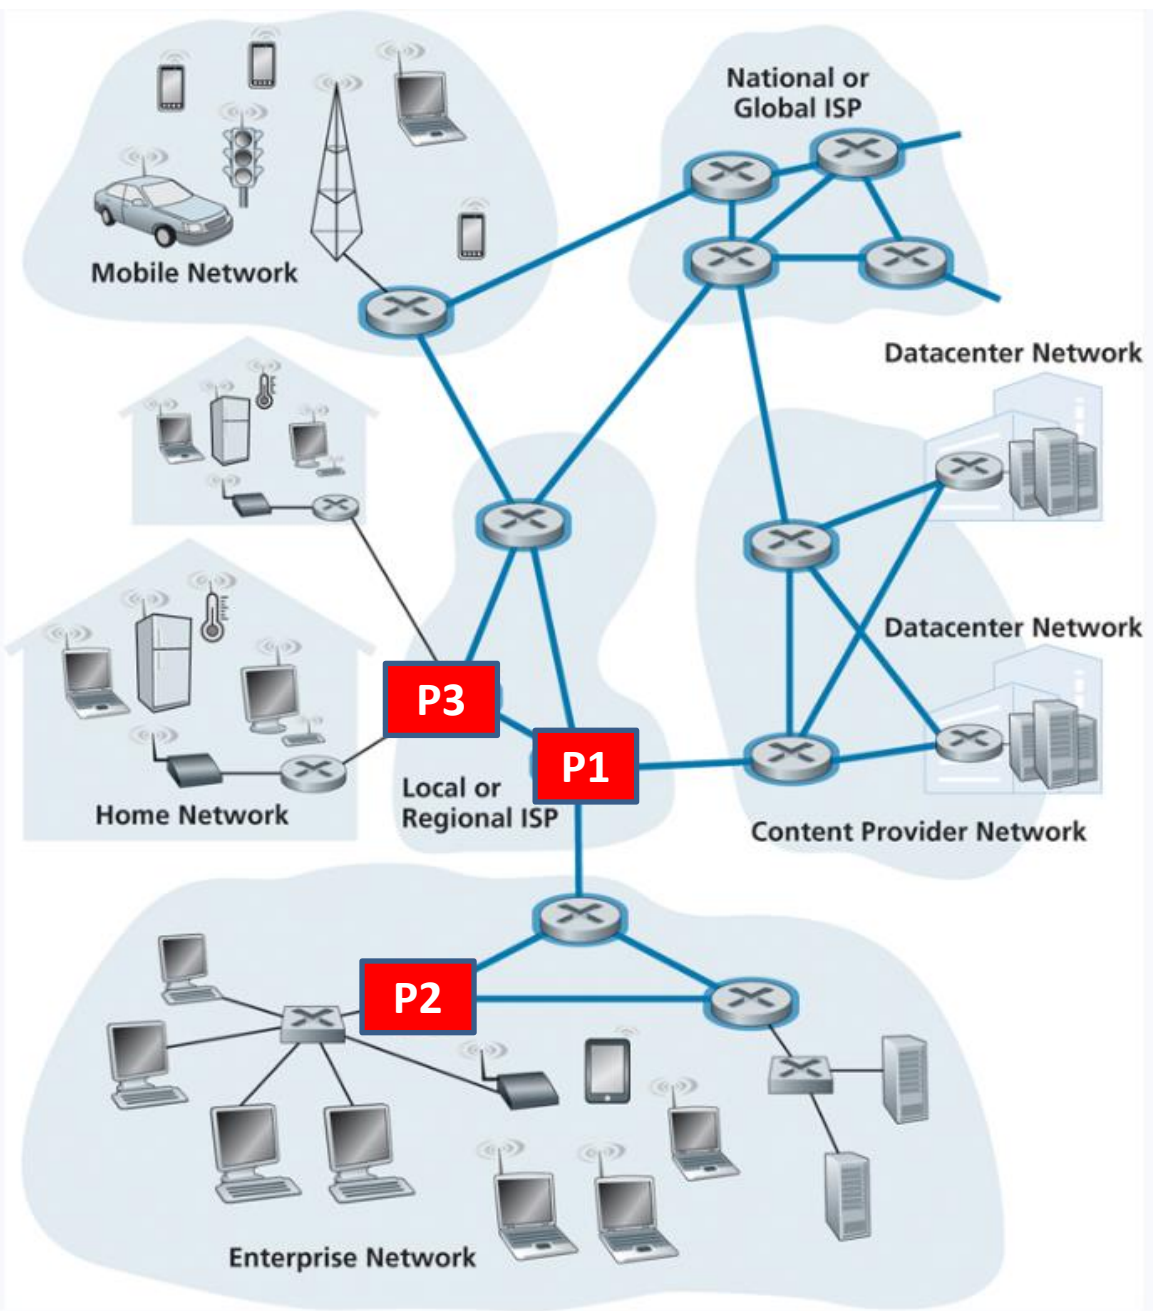 National or
Global ISP
Mobile Network
Datacenter Network
Datacenter Network
P3
P1
Local or
Regional ISP
Home Network
Content Provider Network
P2
Enterprise Network